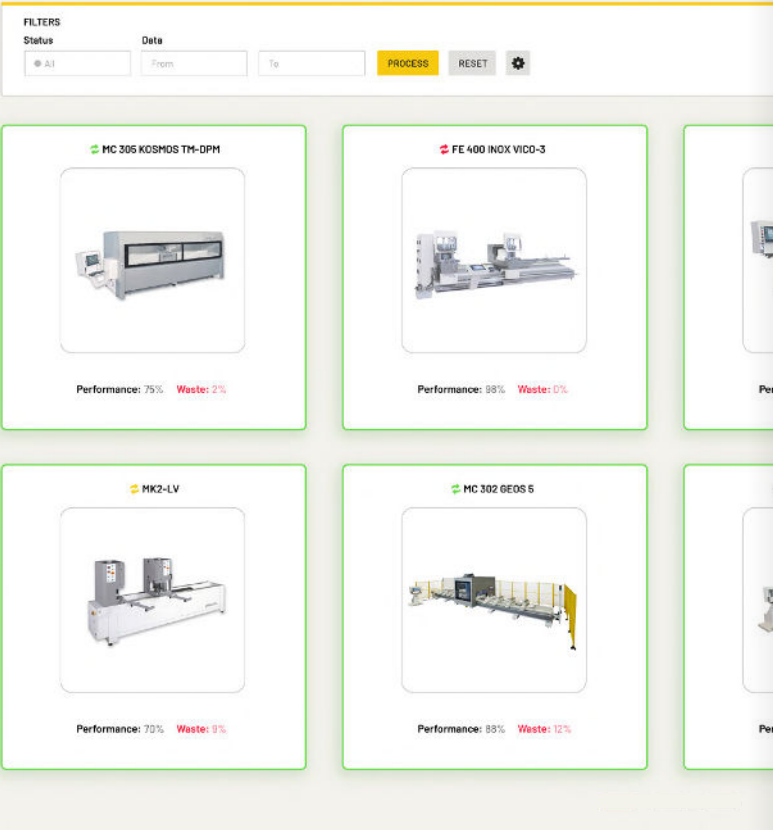 FILTERS
Status
Date
All
From
To
PROCESS
RESET
MC 305 KOSMOS TM-DPM
FE 400 INOX VICO-3
Performance: 75% Waste: 2%
Performance: 98% Waste: 0%
Per
MK2-LV
MC 302 GEOS 5
Performance: 70% Waste: 9%
Performance: 88% Waste: 12%
Per